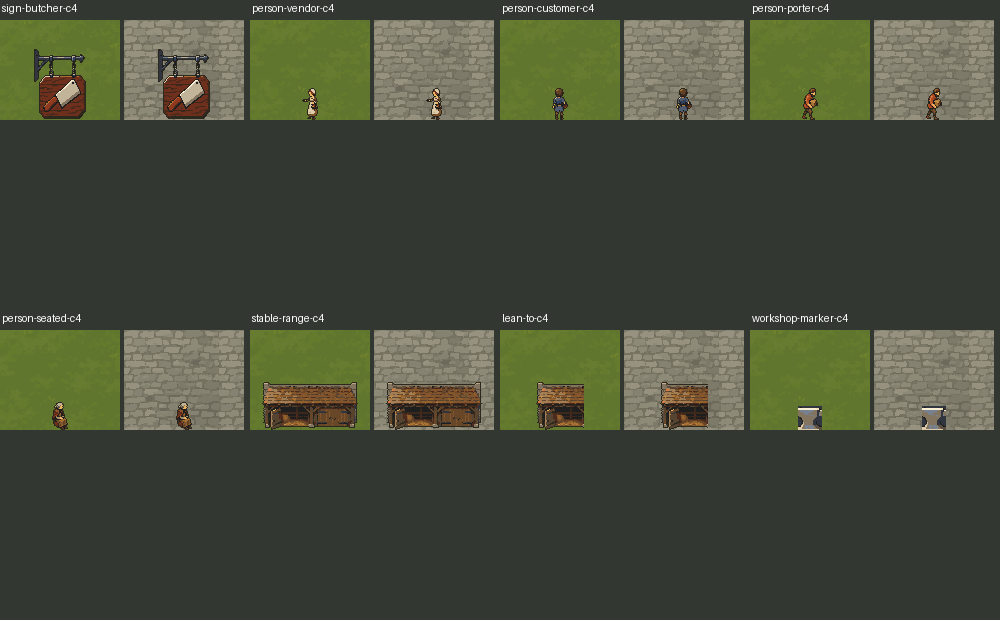 sign-butcher-c4
person-vendor-c4
person-customer-c4
person-porter-c4
person-seated-c4
stable-range-c4
lean-to-c4
workshop-marker-c4